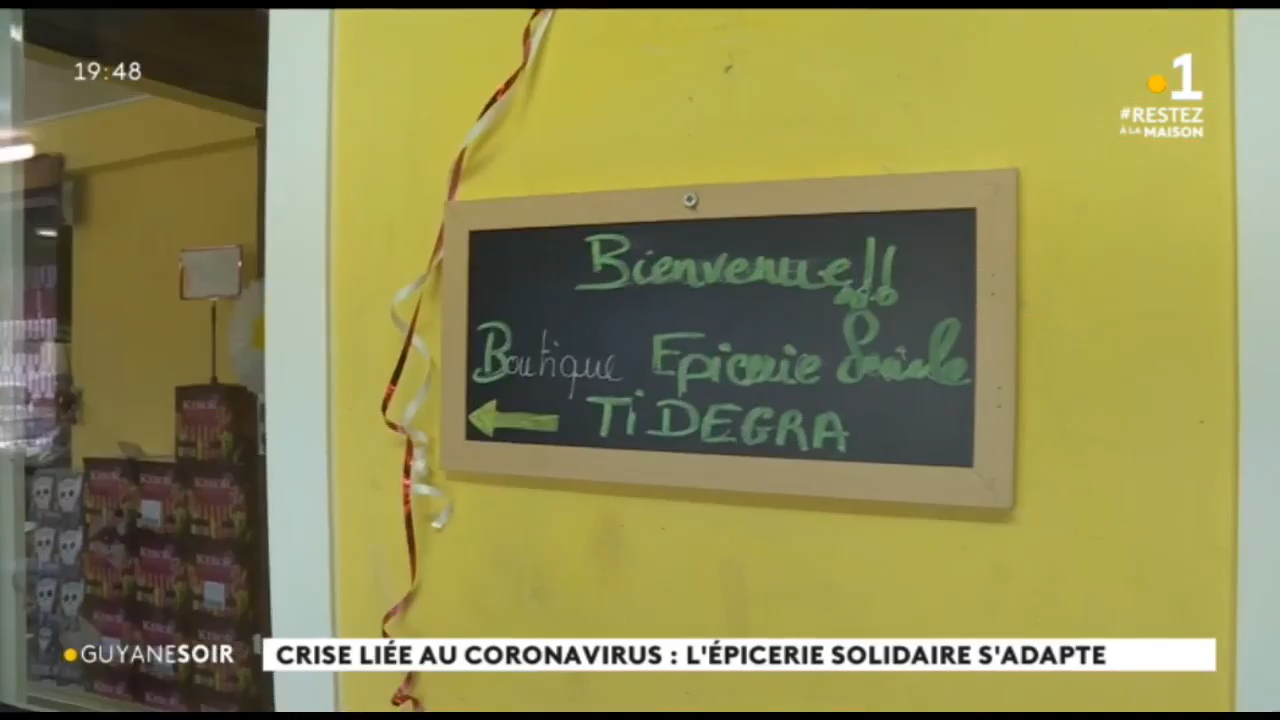 19:48
1
#RESTEZ
À LA MAISON
Bienvenue!!
Boutique Epicerie Sociale
Ti DEGRA
GUYANESOIR
CRISE LIÉE AU CORONAVIRUS : L'ÉPICERIE SOLIDAIRE S'ADAPTE